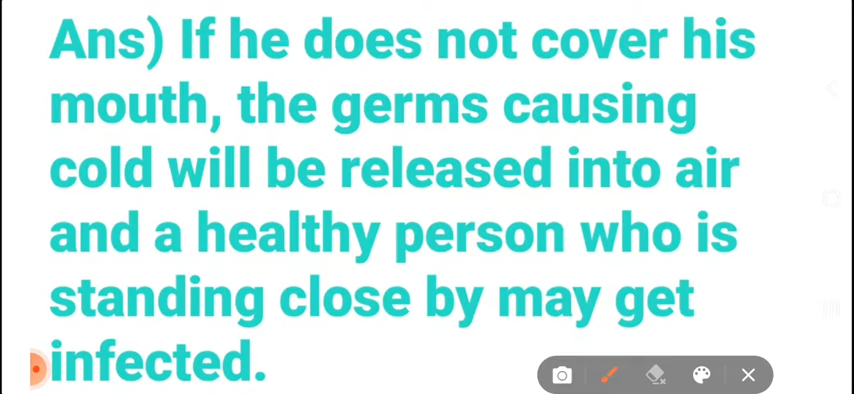 Ans) If he does not cover his
mouth, the germs causing
cold will be released into air
and a healthy person who is
standing close by may get
infected.